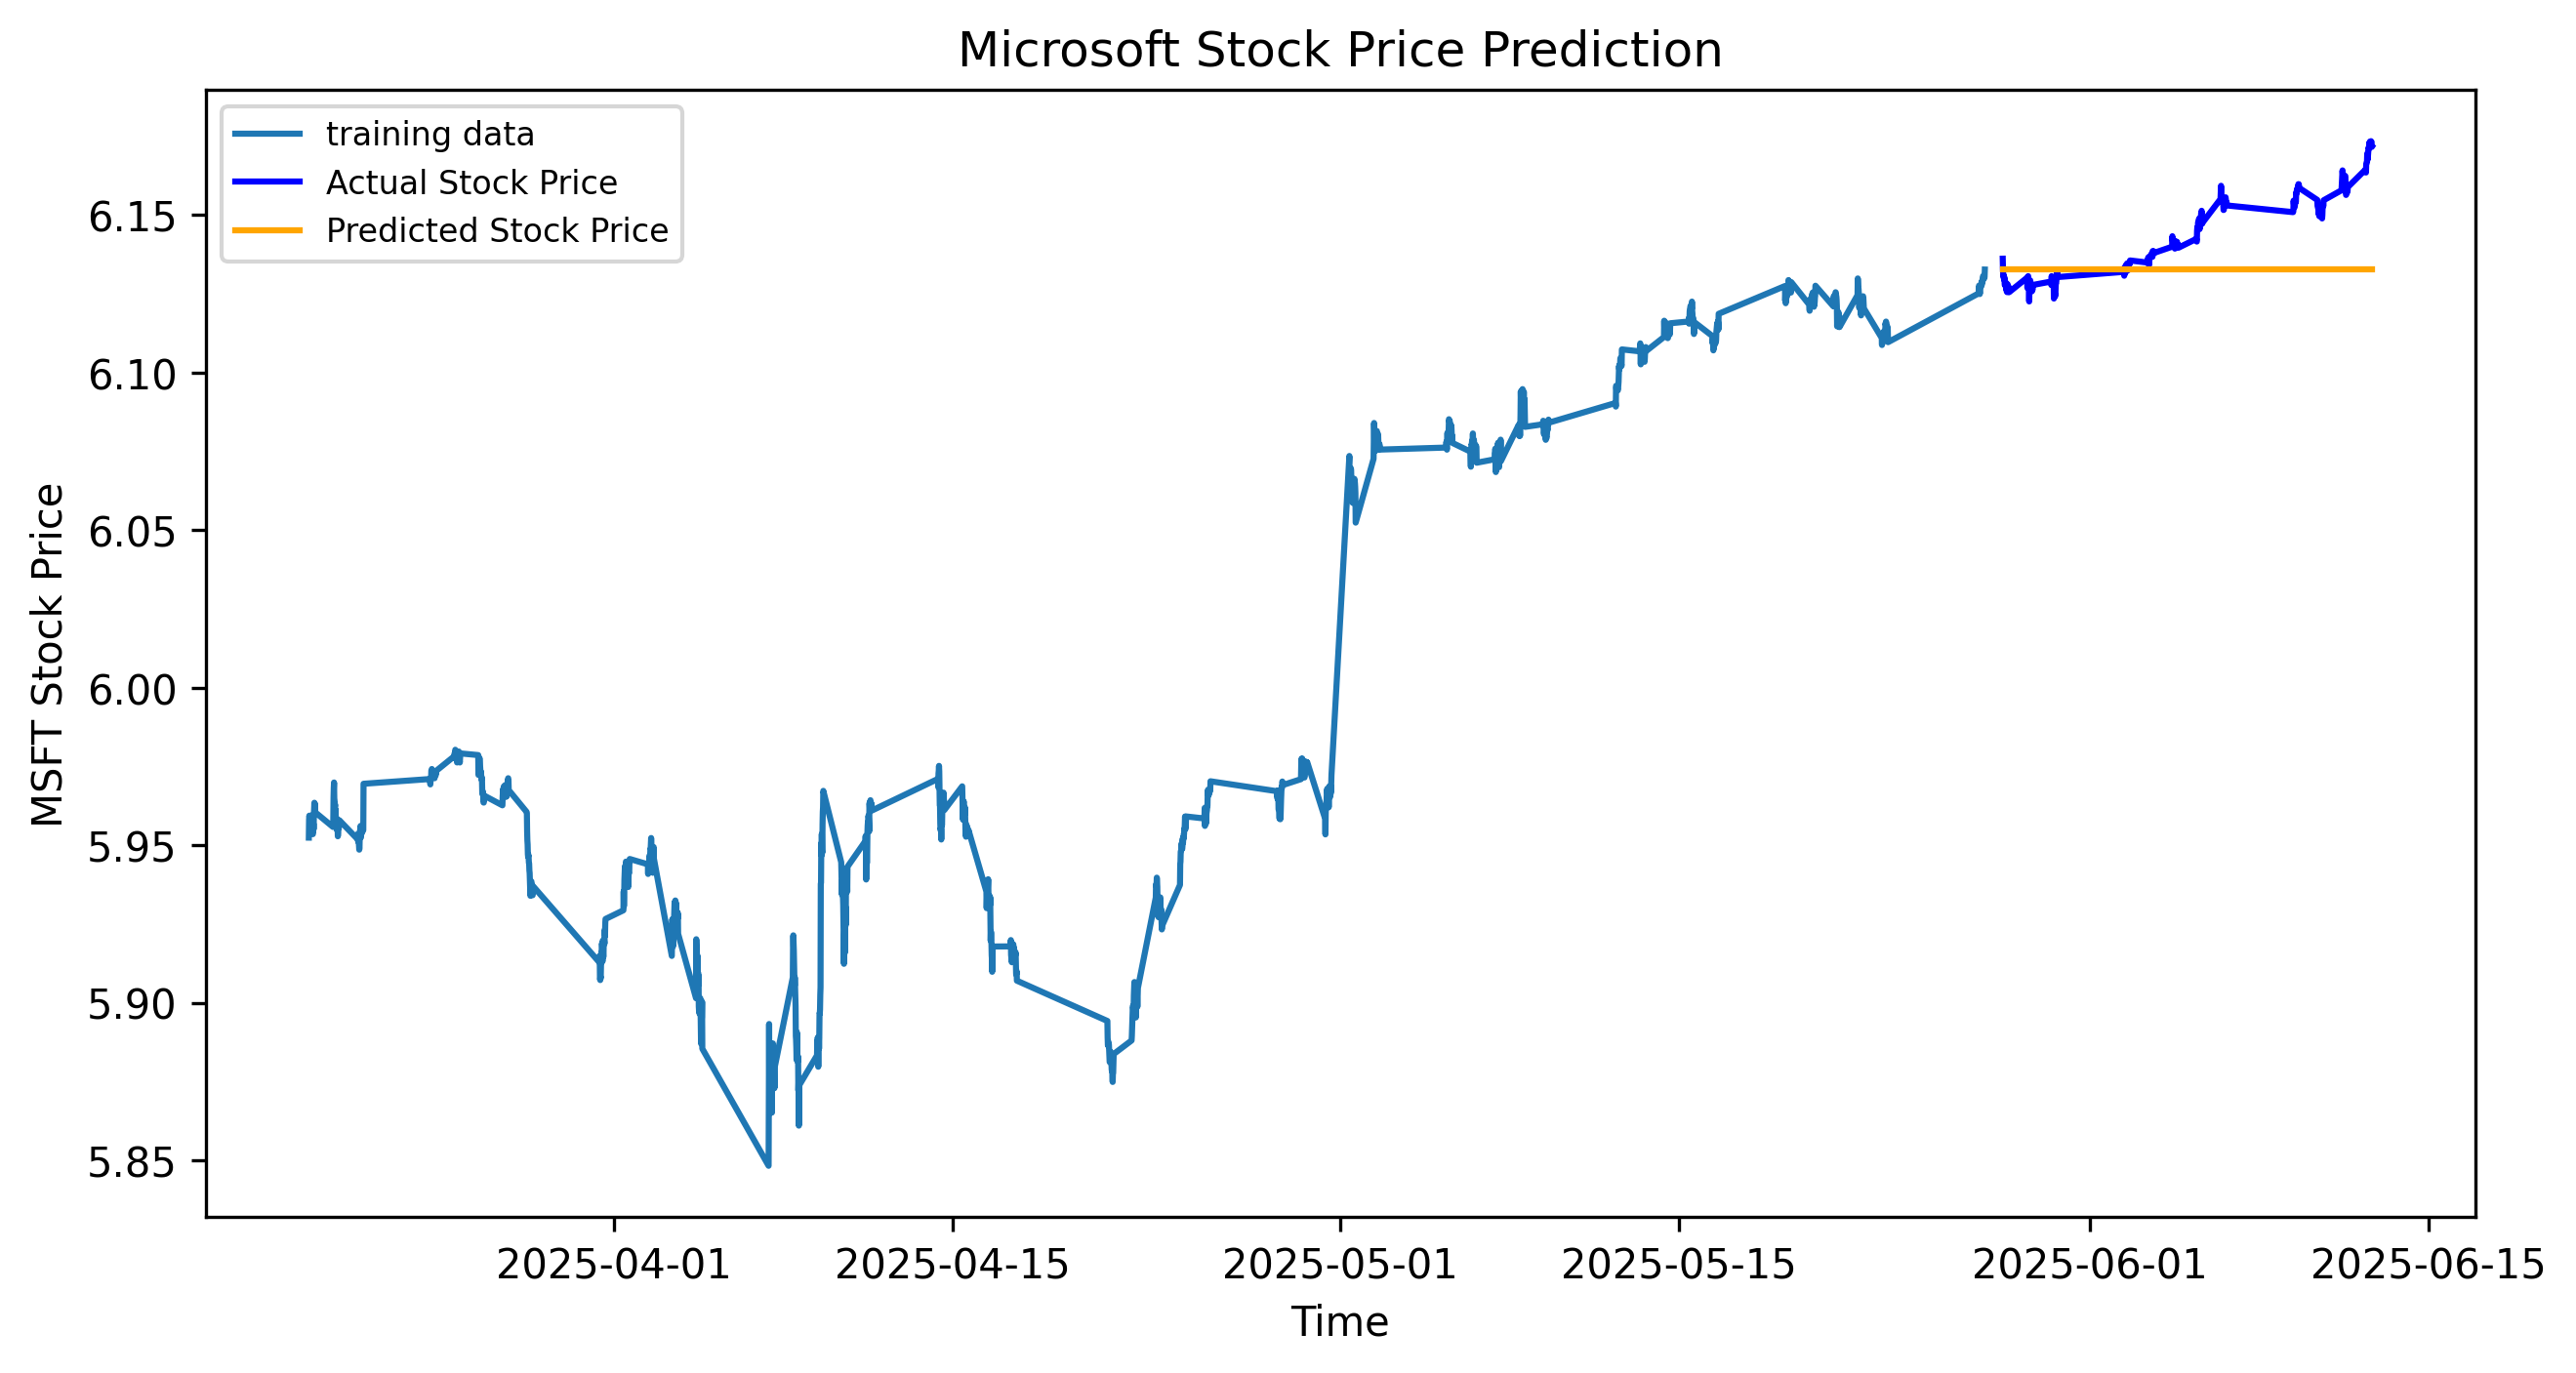 Microsoft Stock Price Prediction
training data
Actual Stock Price
Predicted Stock Price
MSFT Stock Price
6.15
6.10
6.05
6.00
5.95
5.90
5.85
2025-04-01 2025-04-15 2025-05-01 2025-05-15 2025-06-01 2025-06-15
Time